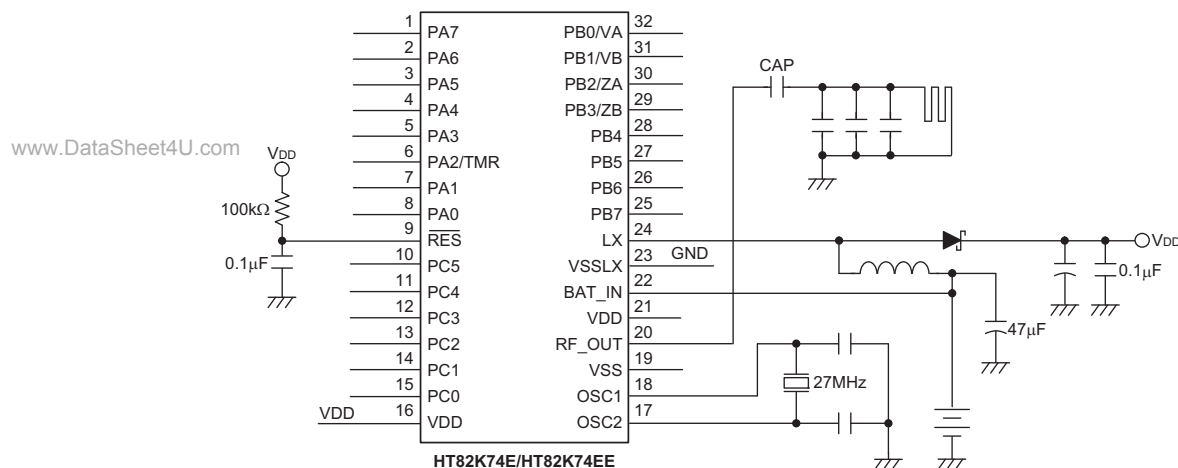 1 PA7
2 PA6
3 PA5
4 PA4
5 PA3
6 PA2/TMR
7 PA1
8 PA0
9 RES
10 PC5
11 PC4
12 PC3
13 PC2
14 PC1
15 PC0
VDD 16 VDD
PB0/VA 32
PB1/VB 31
PB2/ZA 30
PB3/ZB 29
PB4 28
PB5 27
PB6 26
PB7 25
LX 24
VSSLX 23 GND
BAT_IN 22
VDD 21
RF_OUT 20
VSS 19
OSC1 18
OSC2 17
www.DataSheet4U.com
VDD
100kΩ
0.1μF
CAP
VDD
0.1μF
47μF
27MHz
HT82K74E/HT82K74EE